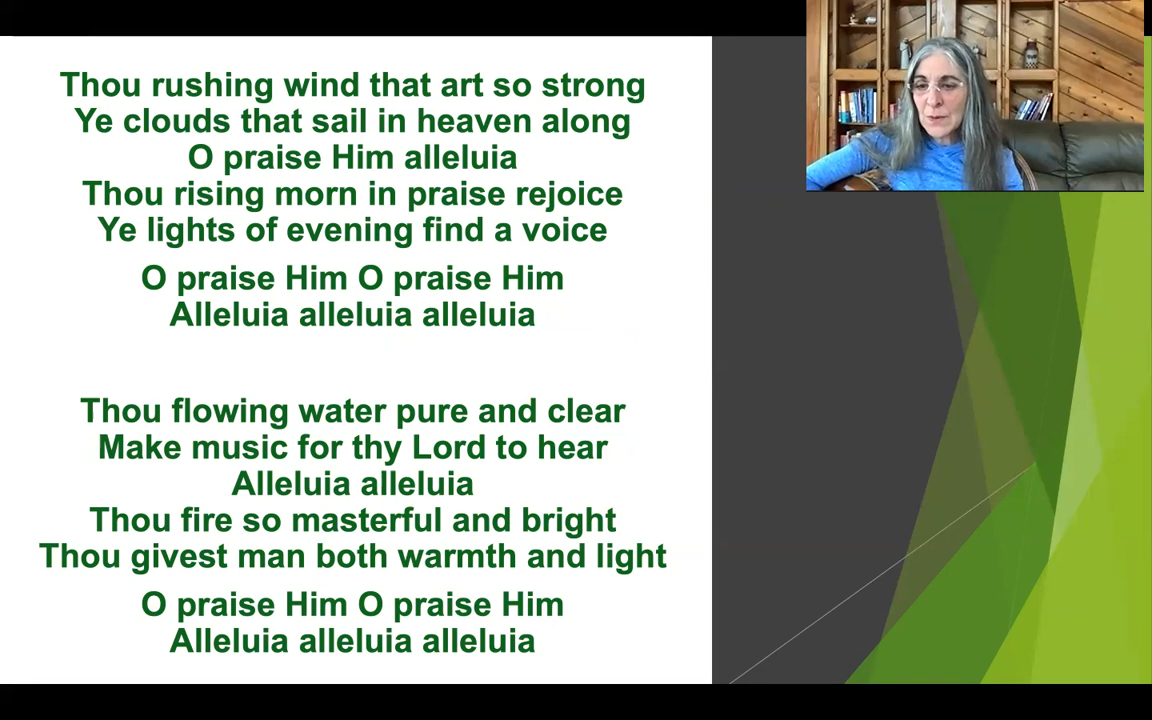 Thou rushing wind that art so strong
Ye clouds that sail in heaven along
O praise Him alleluia
Thou rising morn in praise rejoice
Ye lights of evening find a voice
O praise Him O praise Him
Alleluia alleluia alleluia
Thou flowing water pure and clear
Make music for thy Lord to hear
Alleluia alleluia
Thou fire so masterful and bright
Thou givest man both warmth and light
O praise Him O praise Him
Alleluia alleluia alleluia